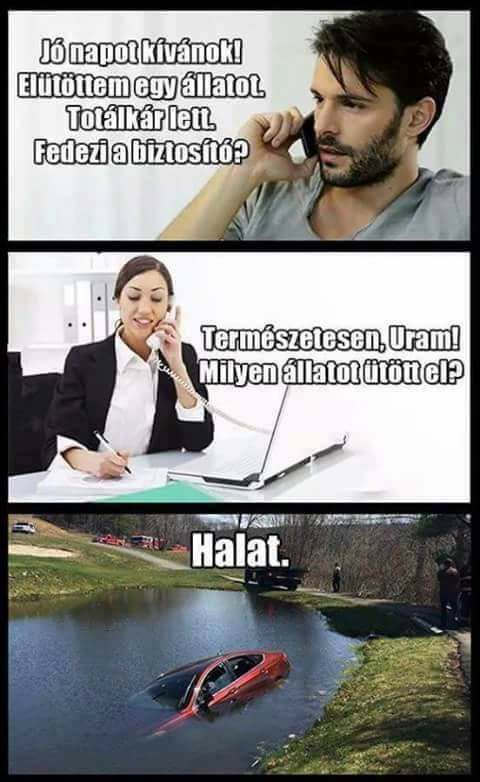 Jó napot kívánok!
Elütöttem egy állatot.
Totálkár lett.
Fedezi a biztosító?
Természetesen, Uram!
Milyen állatot ütött el?
Halat.